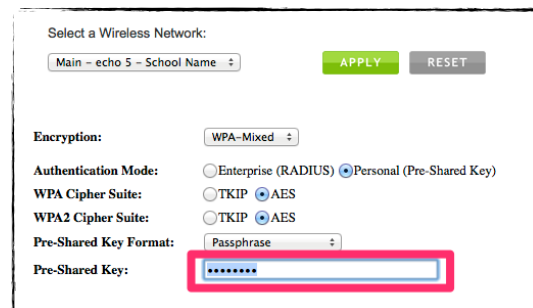 Select a Wireless Network:
Main – echo 5 – School Name APPLY RESET
Encryption: WPA-Mixed
Authentication Mode: Enterprise (RADIUS) Personal (Pre-Shared Key)
WPA Cipher Suite: TKIP AES
WPA2 Cipher Suite: TKIP AES
Pre-Shared Key Format: Passphrase
Pre-Shared Key: ••••••••